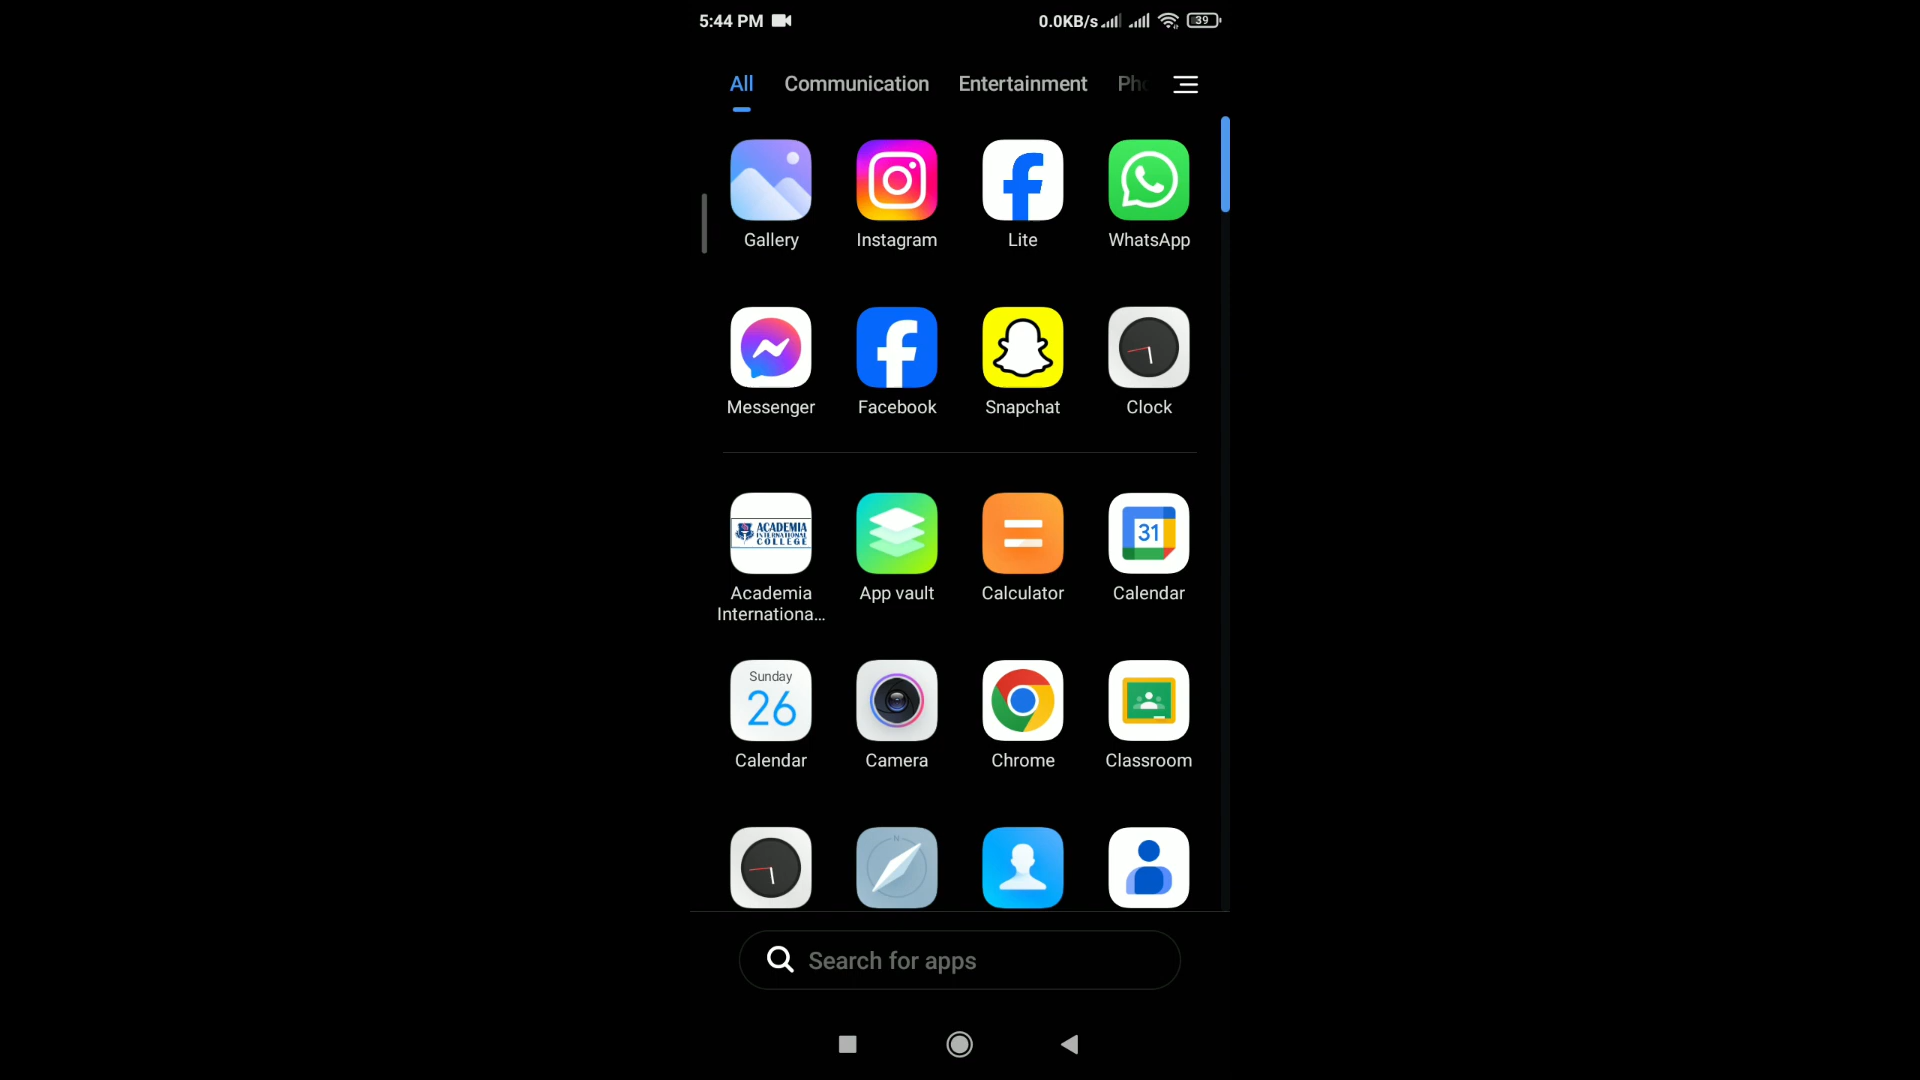 5:44 PM 0.0KB/s 39
All Communication Entertainment
Gallery Instagram Lite WhatsApp
Messenger Facebook Snapchat Clock
ACADEMIA
INTERNATIONAL
COLLEGE
31
Academia
Internationa... App vault Calculator Calendar
Sunday
26
Calendar Camera Chrome Classroom
N
Search for apps